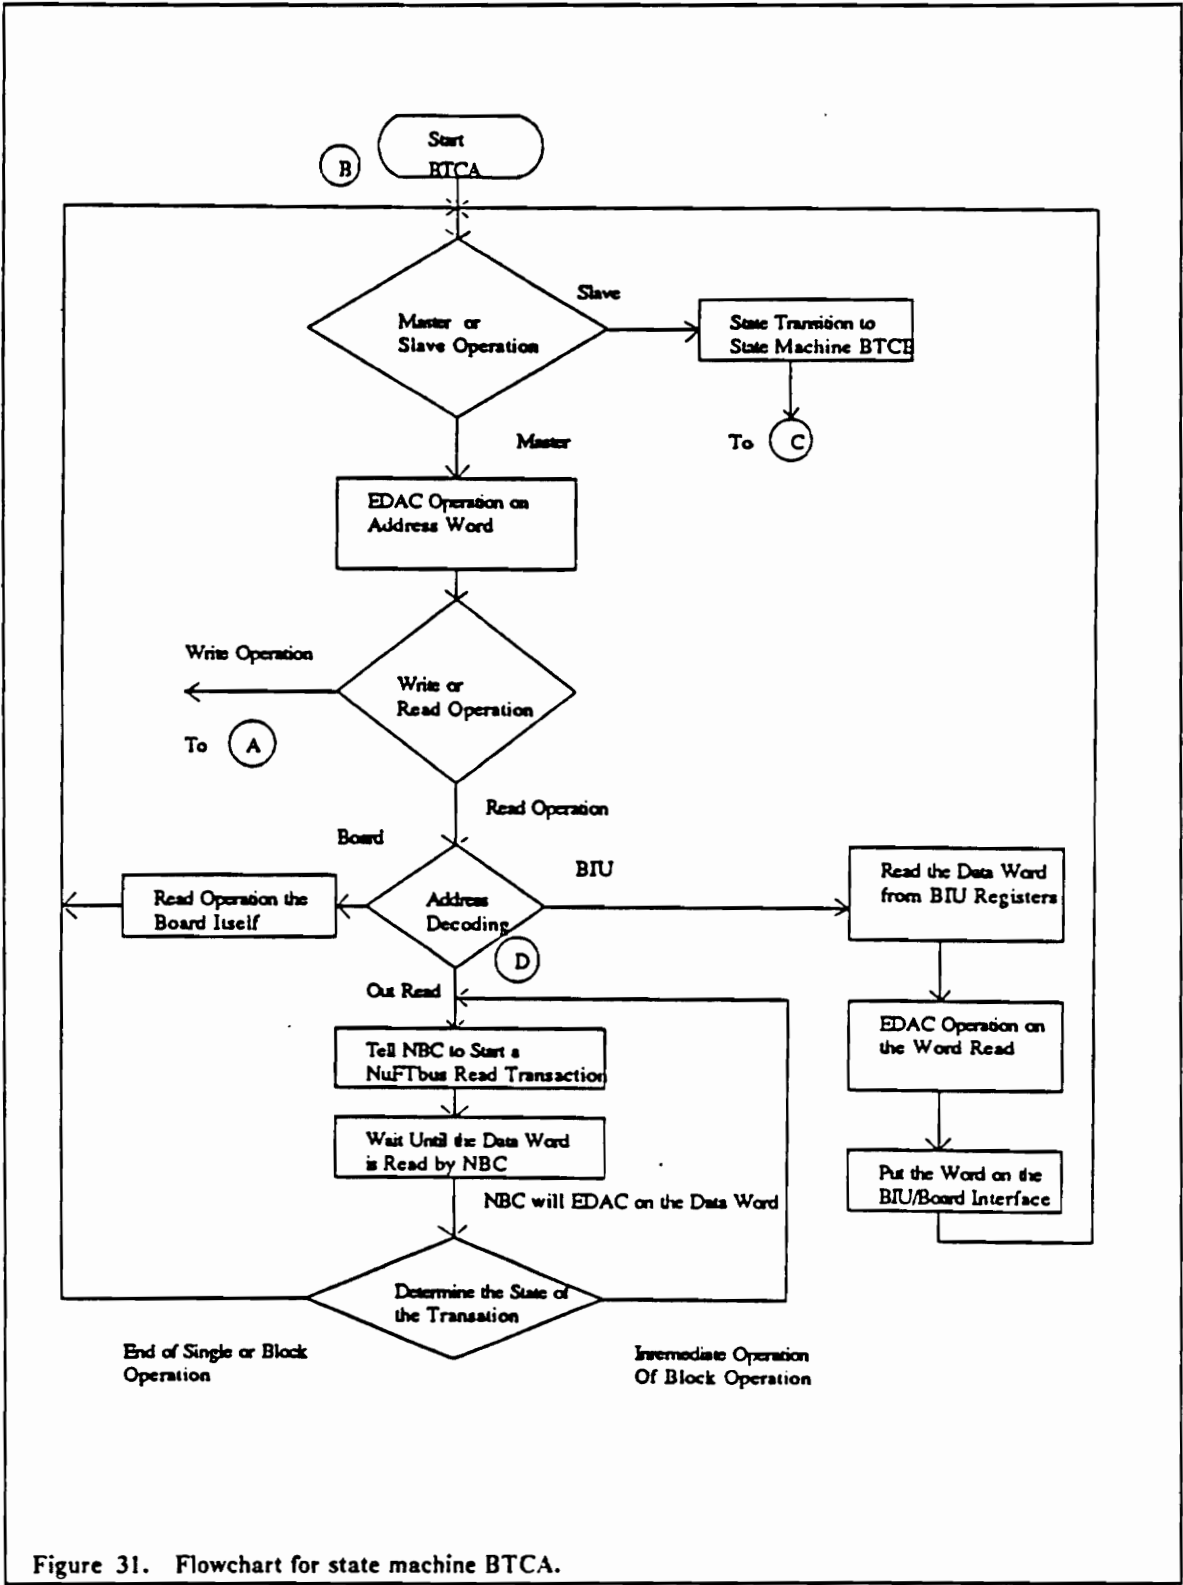 Start
BTCA
B
Slave
Master or
Slave Operation
State Transition to
State Machine BTCB
To C
Master
EDAC Operation on
Address Word
Write Operation
Write or
Read Operation
To A
Read Operation
Board
BIU
Read the Data Word
from BIU Registers
Read Operation the
Board Itself
Address
Decoding
D
Out Read
EDAC Operation on
the Word Read
Tell NBC to Start a
NuFTbus Read Transaction
Wait Until the Data Word
is Read by NBC
Put the Word on the
BIU/Board Interface
NBC will EDAC on the Data Word
Determine the State of
the Transation
End of Single or Block
Operation
Intermediate Operation
Of Block Operation
Figure 31. Flowchart for state machine BTCA.